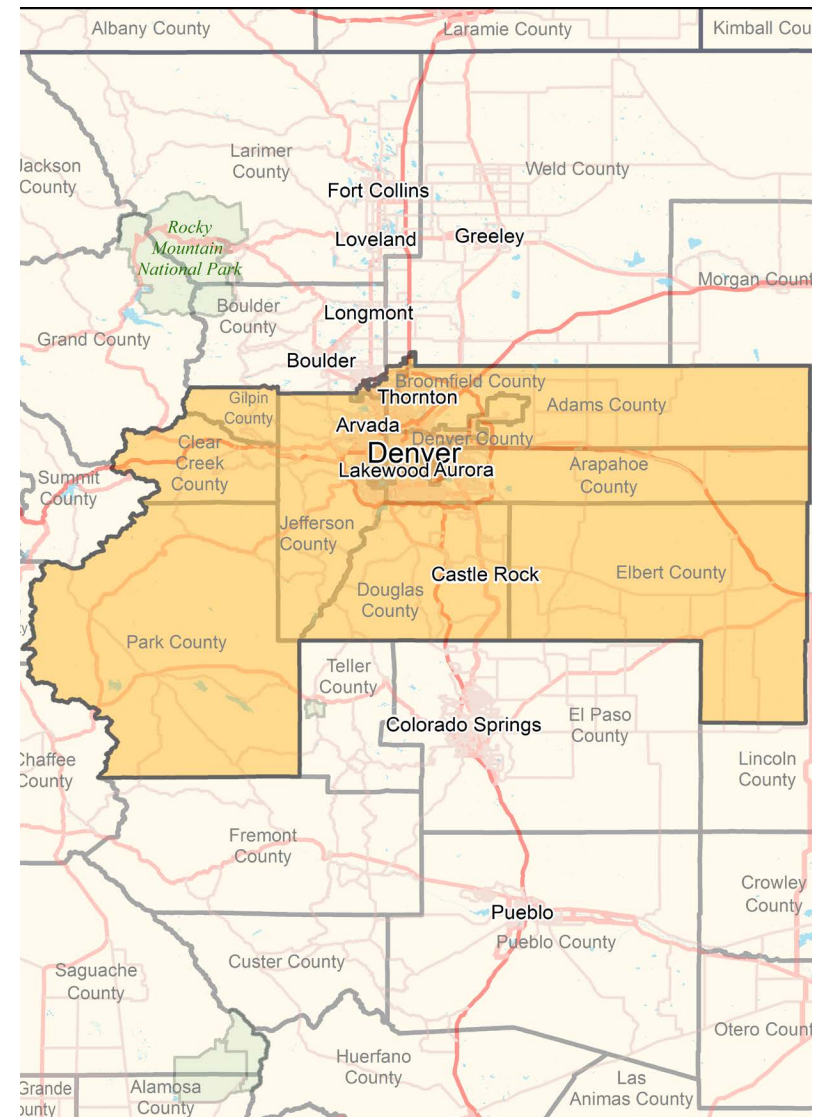 Albany County
Laramie County
Kimball Cou
Larimer
County
Jackson
County
Weld County
Fort Collins
Rocky
Mountain
National Park
Loveland
Greeley
Morgan Count
Boulder
County
Longmont
Grand County
Boulder
Broomfield County
Gilpin
County
Thornton
Adams County
Arvada
Denver County
Clear
Creek
County
Denver
Lakewood
Aurora
Arapahoe
County
Summit
County
Jefferson
County
Castle Rock
Elbert County
Douglas
County
Park County
Teller
County
Colorado Springs
El Paso
County
Chaffee
County
Lincoln
County
Fremont
County
Crowley
County
Pueblo
Pueblo County
Custer County
Saguache
County
Otero Count
Huerfano
County
Las
Animas County
Grande
ounty
Alamosa
County